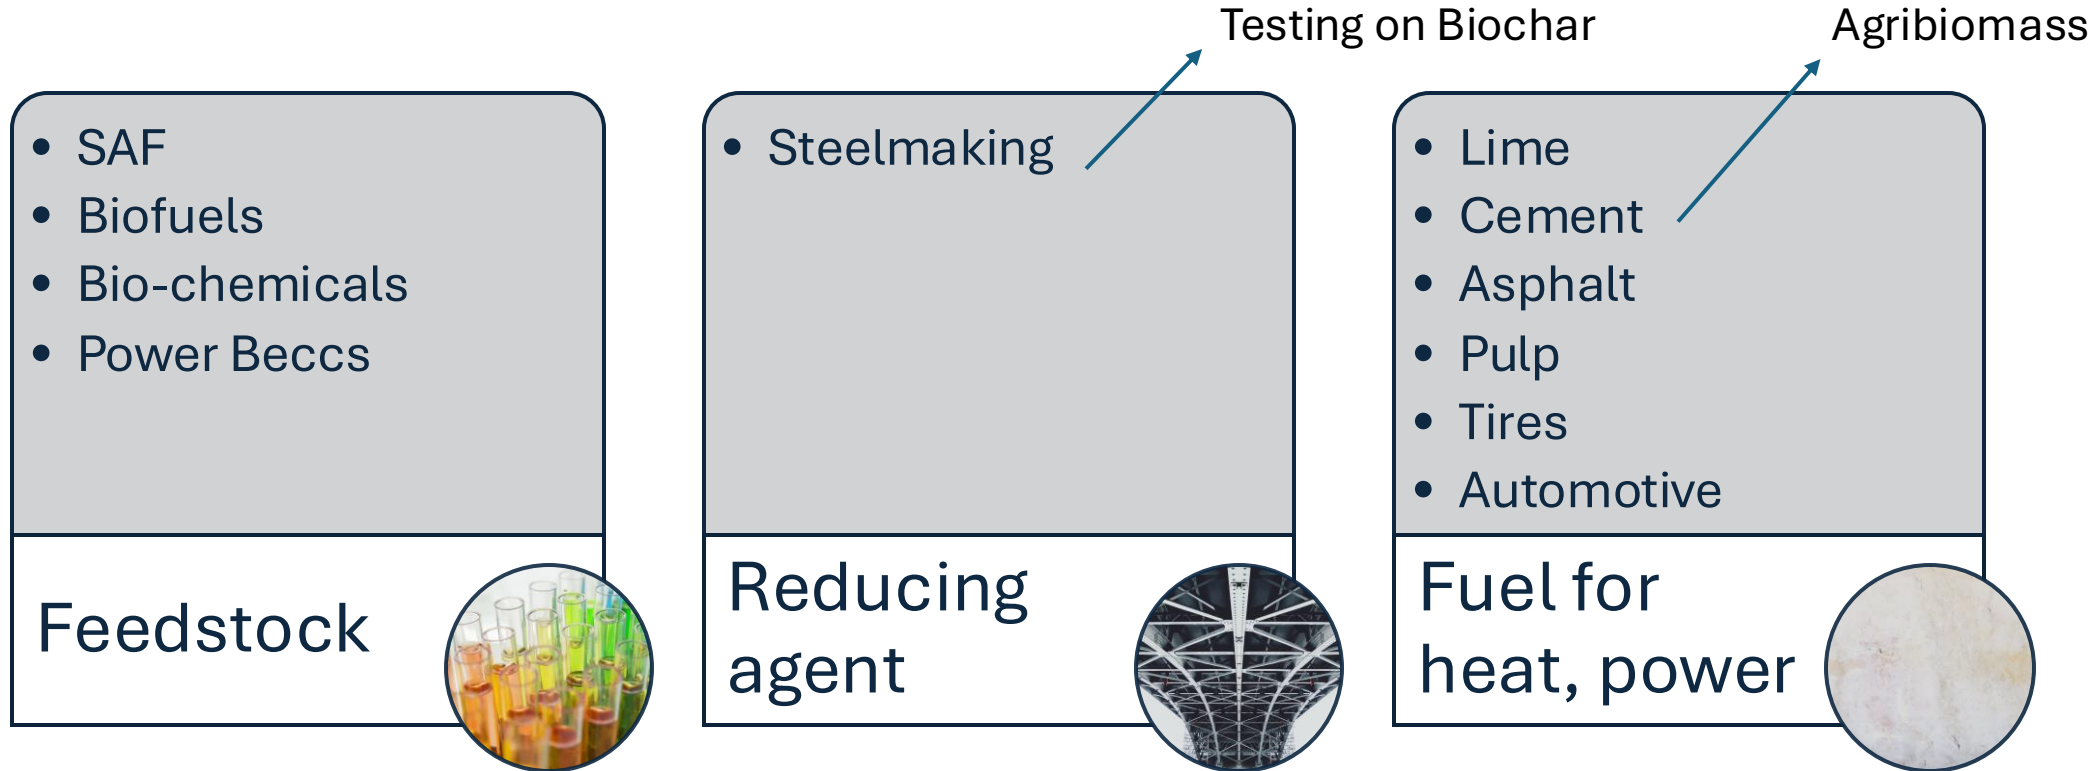 Testing on Biochar
Agribiomass
SAF
Biofuels
Bio-chemicals
Power Beccs
Feedstock
Steelmaking
Reducing
agent
Lime
Cement
Asphalt
Pulp
Tires
Automotive
Fuel for
heat, power